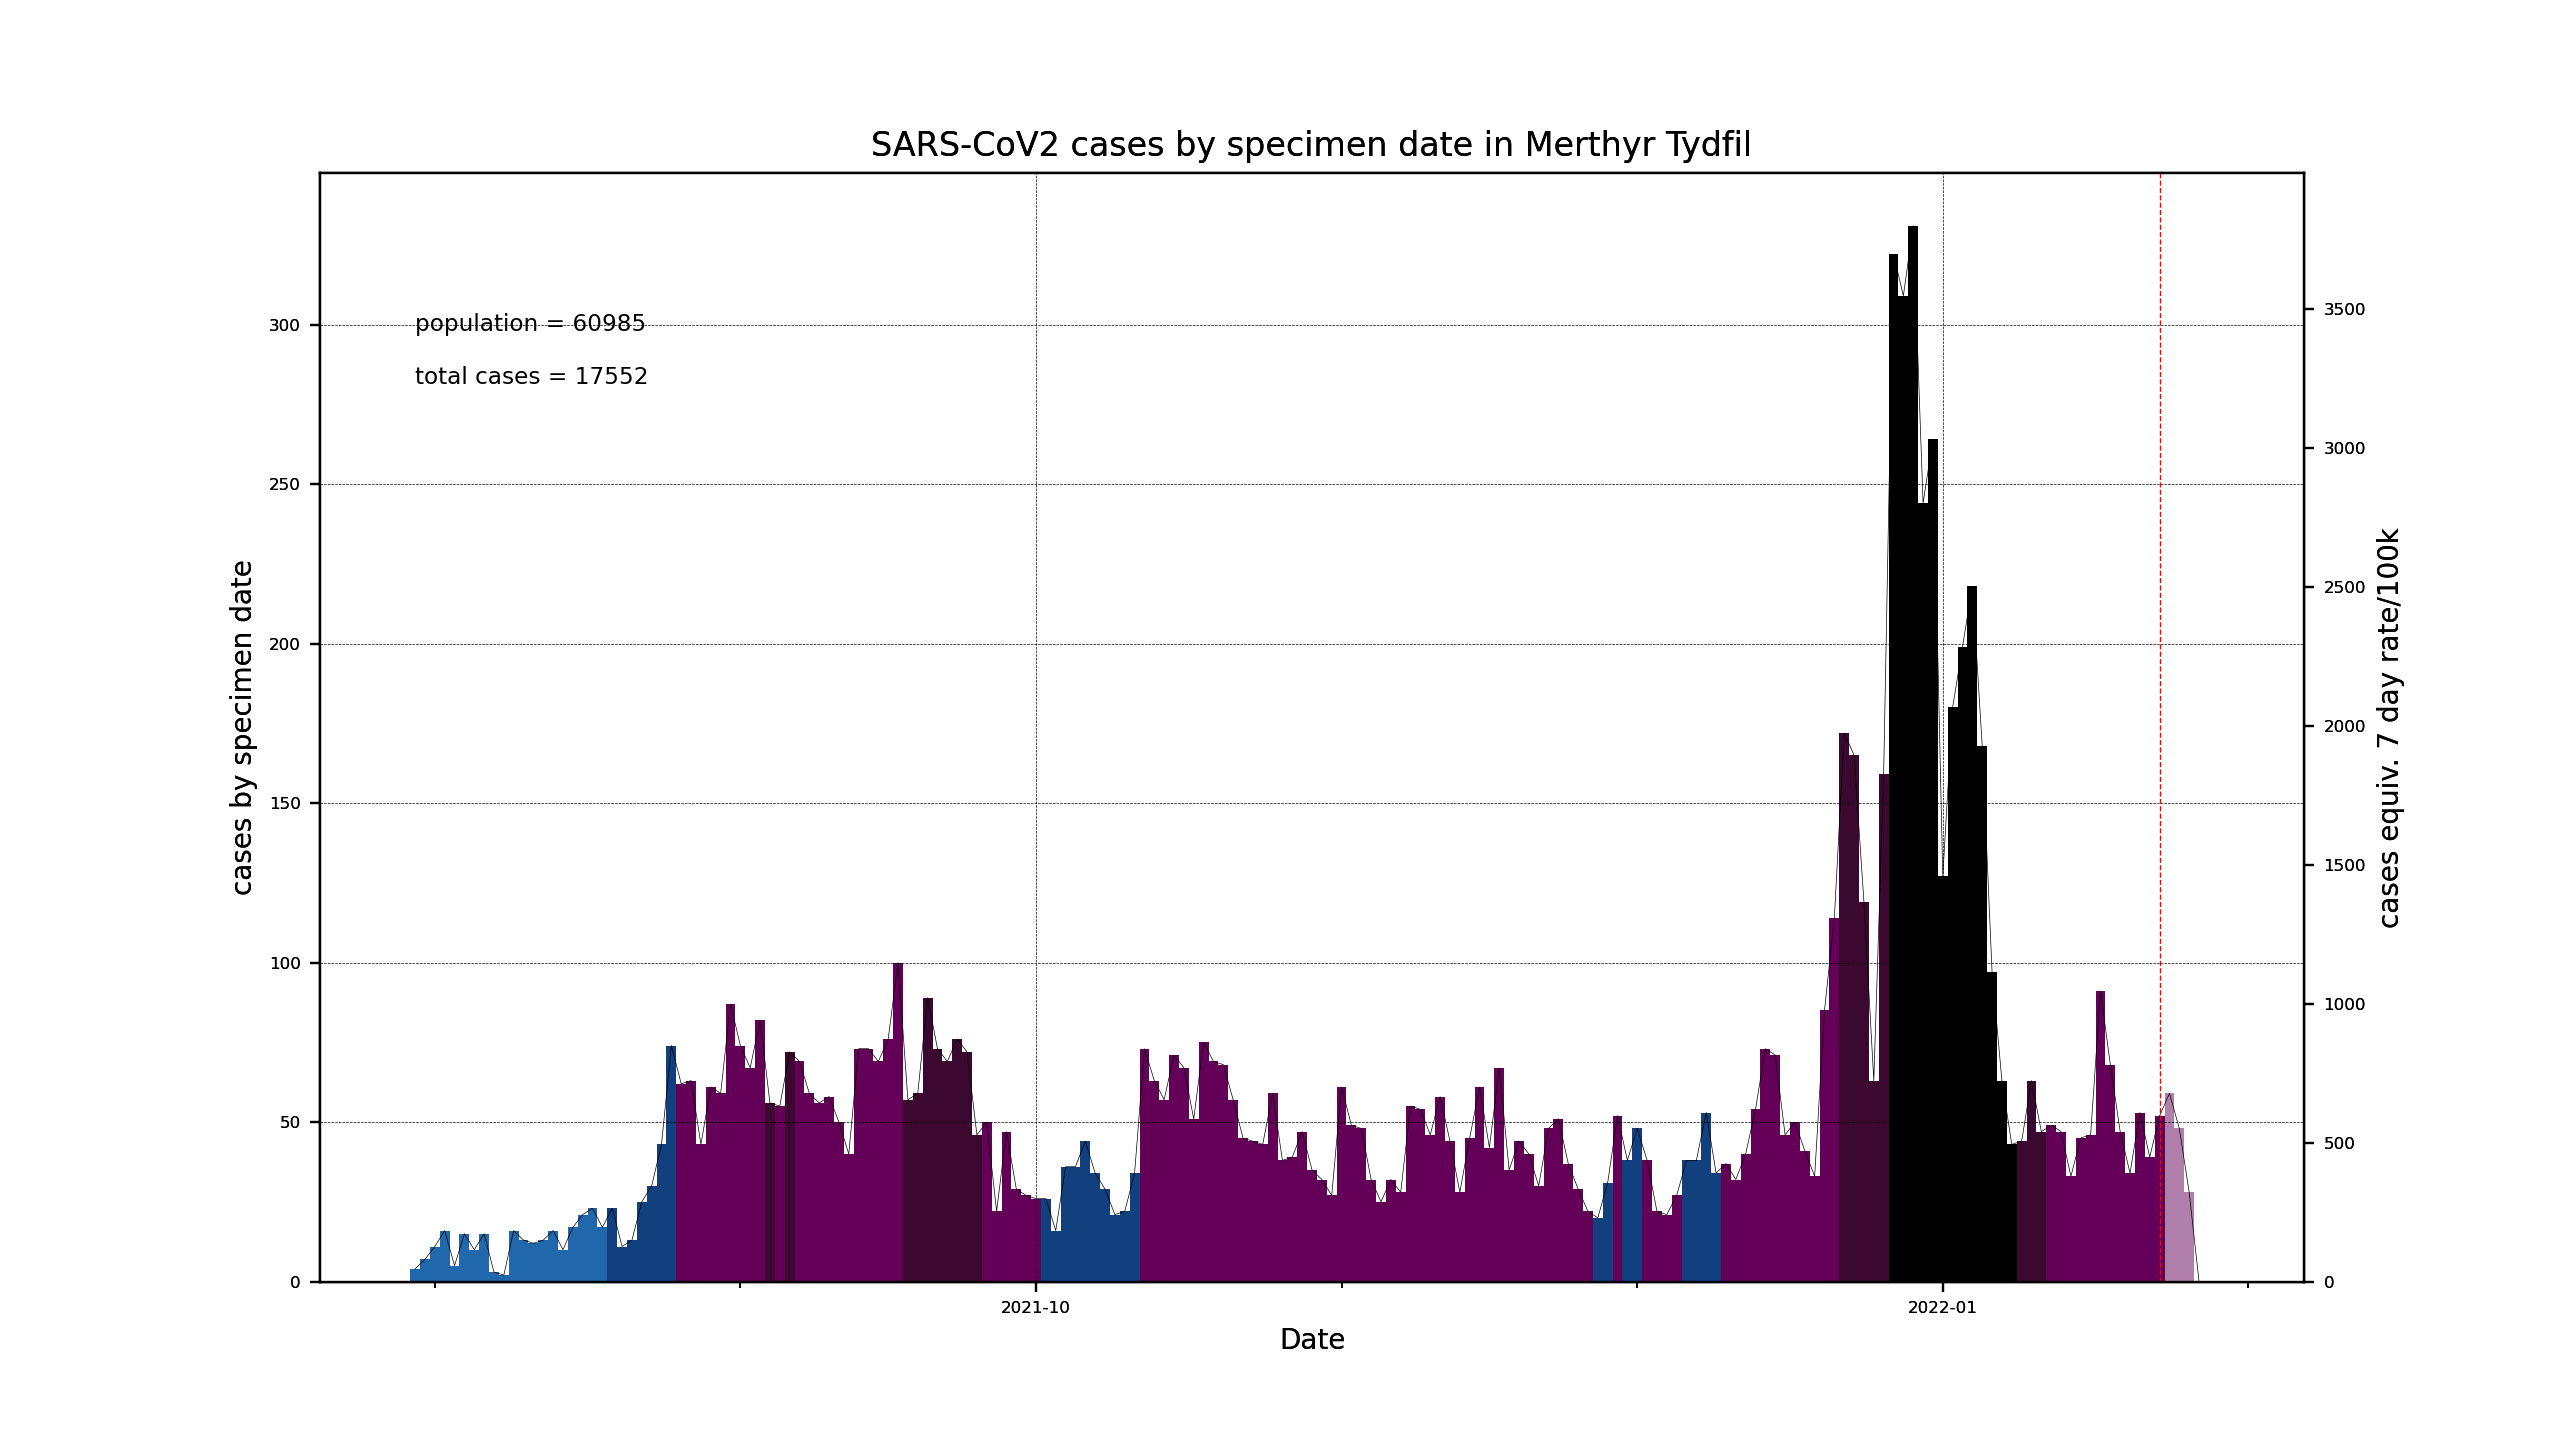 SARS-CoV2 cases by specimen date in Merthyr Tydfil
population = 60985
total cases = 17552
cases by specimen date
300
250
200
150
100
50
0
3500
3000
2500
2000
1500
1000
500
0
cases equiv. 7 day rate/100k
2021-10
2022-01
Date